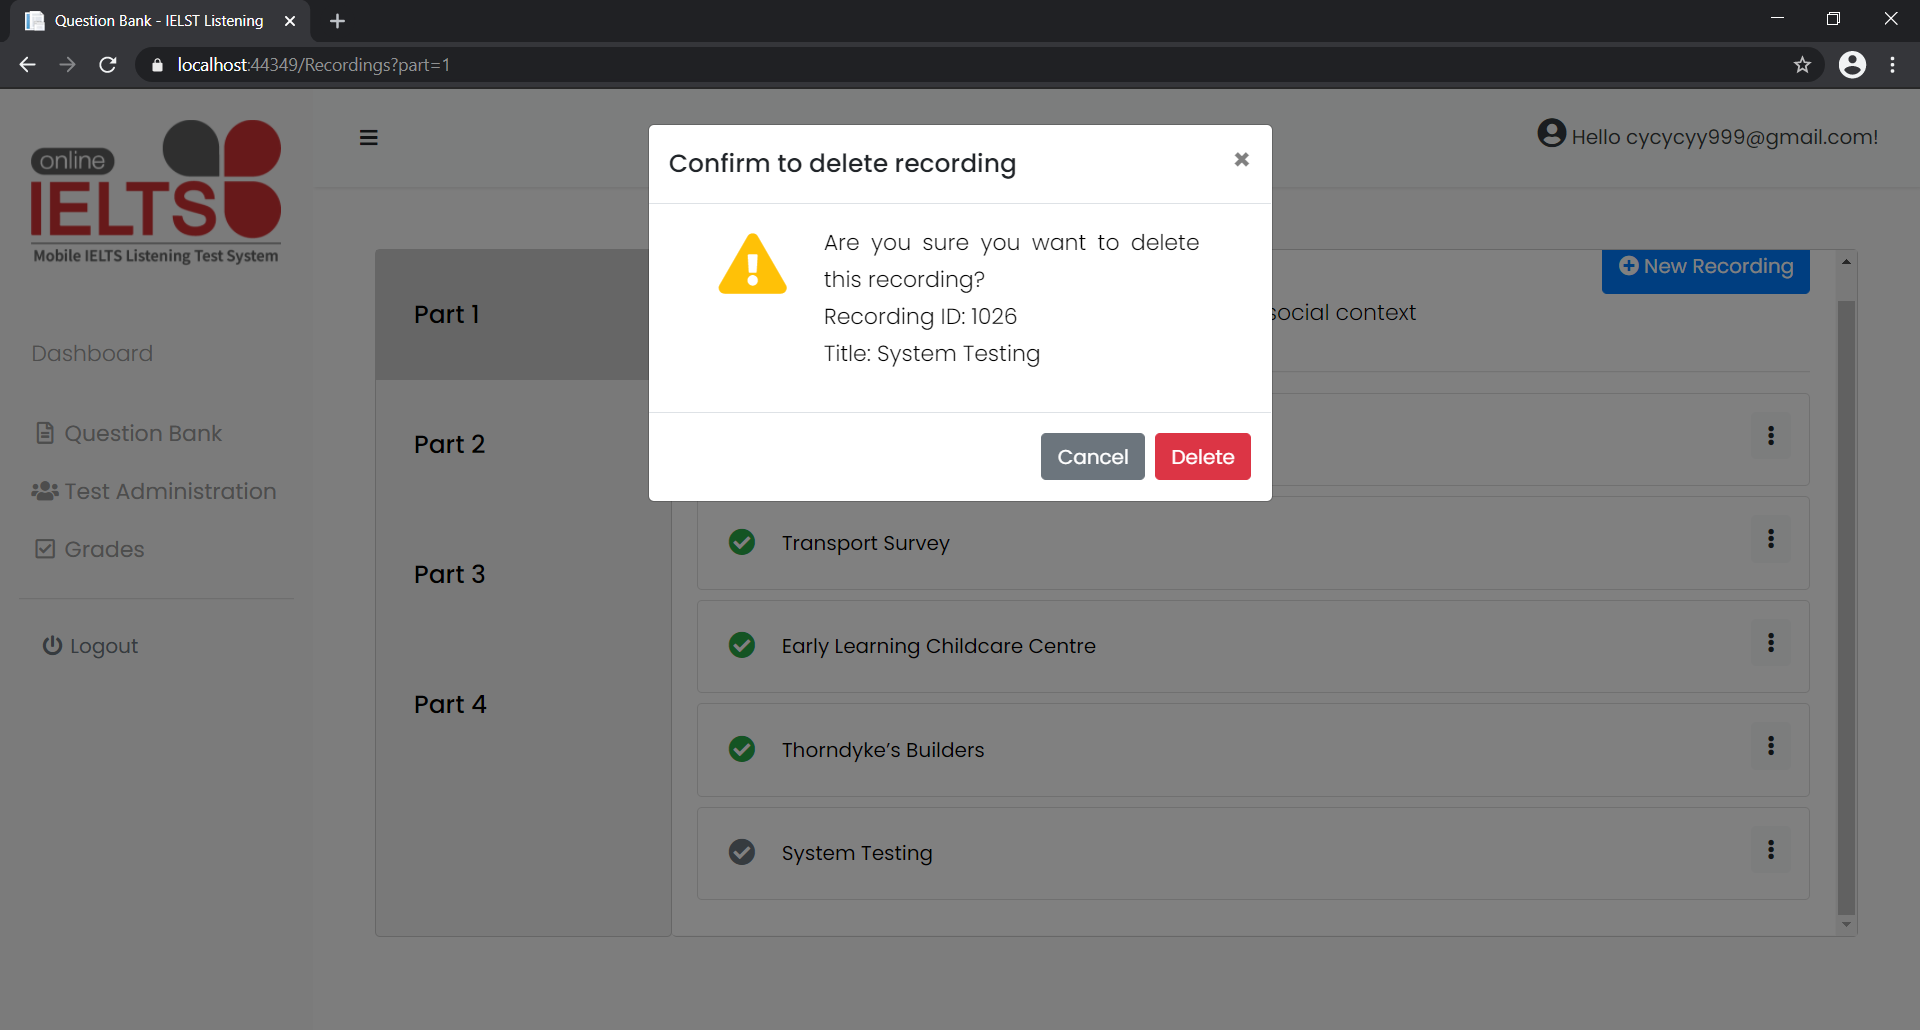 Question Bank - IELST Listening
localhost:44349/Recordings?part=1
online
IELTS
Mobile IELTS Listening Test System
Hello cycycyy999@gmail.com!
Dashboard
Question Bank
Test Administration
Grades
Logout
Confirm to delete recording
Are you sure you want to delete
this recording?
Recording ID: 1026
Title: System Testing
Cancel
Delete
New Recording
social context
Part 1
Part 2
Part 3
Part 4
Transport Survey
Early Learning Childcare Centre
Thorndyke’s Builders
System Testing